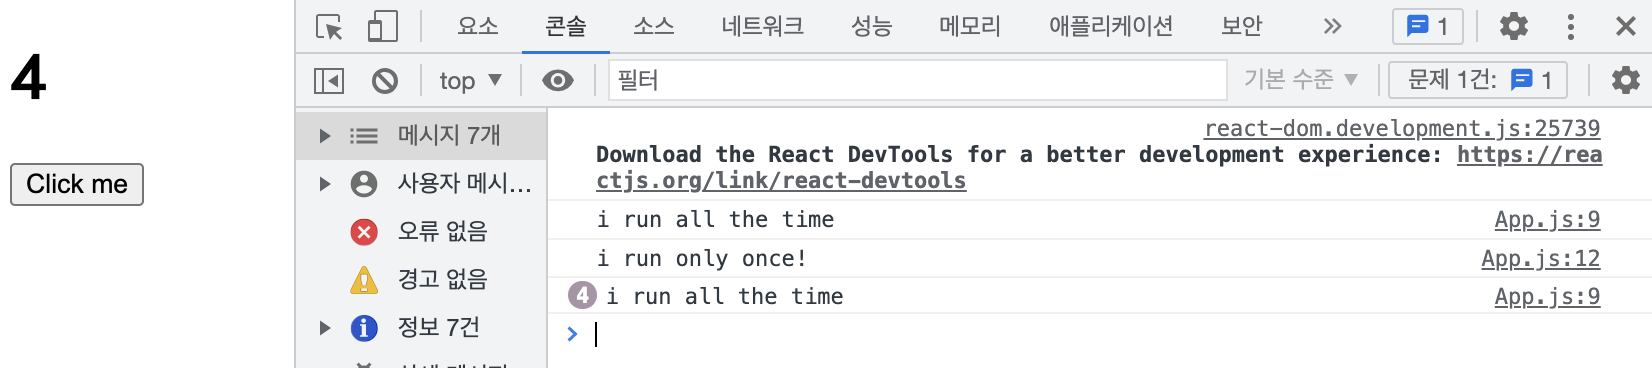 4
Click me
요소 콘솔 소스 네트워크 성능 메모리 애플리케이션 보안 » 1
top 필터 기본 수준 문제 1건: 1
메시지 7개
사용자 메시...
오류 없음
경고 없음
정보 7건
react-dom.development.js:25739
Download the React DevTools for a better development experience: https://rea
ctjs.org/link/react-devtools
i run all the time App.js:9
i run only once! App.js:12
4 i run all the time App.js:9
>